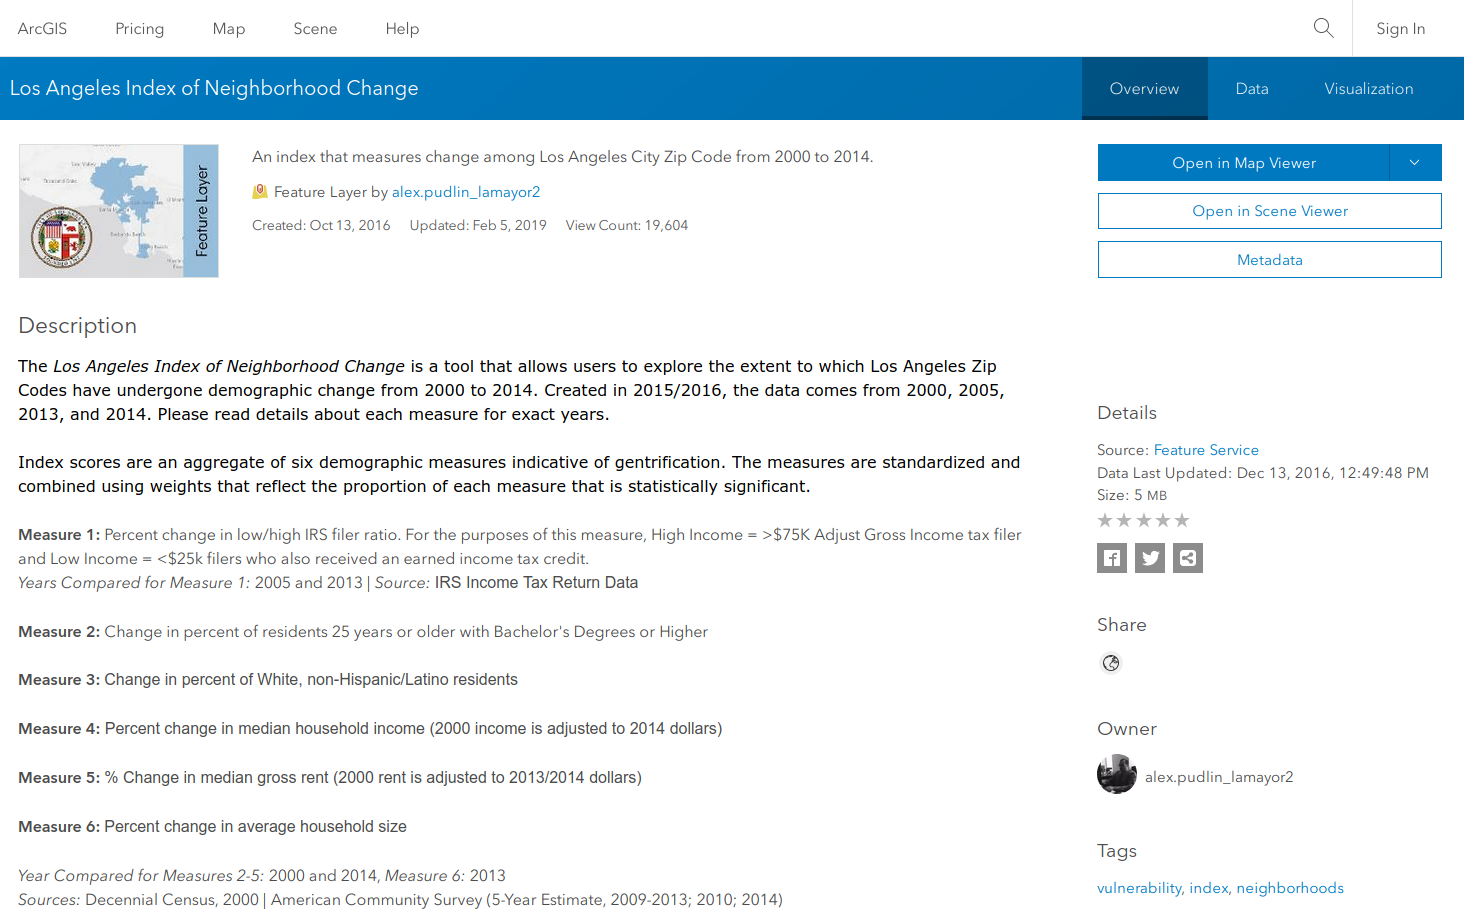 ArcGIS Pricing Map Scene Help Sign In
Los Angeles Index of Neighborhood Change Overview Data Visualization
Feature Layer
An index that measures change among Los Angeles City Zip Code from 2000 to 2014.
Feature Layer by alex.pudlin_lamayor2
Created: Oct 13, 2016 Updated: Feb 5, 2019 View Count: 19,604
Open in Map Viewer
Open in Scene Viewer
Metadata
Description
The Los Angeles Index of Neighborhood Change is a tool that allows users to explore the extent to which Los Angeles Zip
Codes have undergone demographic change from 2000 to 2014. Created in 2015/2016, the data comes from 2000, 2005,
2013, and 2014. Please read details about each measure for exact years.
Index scores are an aggregate of six demographic measures indicative of gentrification. The measures are standardized and
combined using weights that reflect the proportion of each measure that is statistically significant.
Measure 1: Percent change in low/high IRS filer ratio. For the purposes of this measure, High Income = >$75K Adjust Gross Income tax filer
and Low Income = <$25k filers who also received an earned income tax credit.
Years Compared for Measure 1: 2005 and 2013 | Source: IRS Income Tax Return Data
Measure 2: Change in percent of residents 25 years or older with Bachelor's Degrees or Higher
Measure 3: Change in percent of White, non-Hispanic/Latino residents
Measure 4: Percent change in median household income (2000 income is adjusted to 2014 dollars)
Measure 5: % Change in median gross rent (2000 rent is adjusted to 2013/2014 dollars)
Measure 6: Percent change in average household size
Year Compared for Measures 2-5: 2000 and 2014, Measure 6: 2013
Sources: Decennial Census, 2000 | American Community Survey (5-Year Estimate, 2009-2013; 2010; 2014)
Details
Source: Feature Service
Data Last Updated: Dec 13, 2016, 12:49:48 PM
Size: 5 MB
Share
Owner
alex.pudlin_lamayor2
Tags
vulnerability, index, neighborhoods